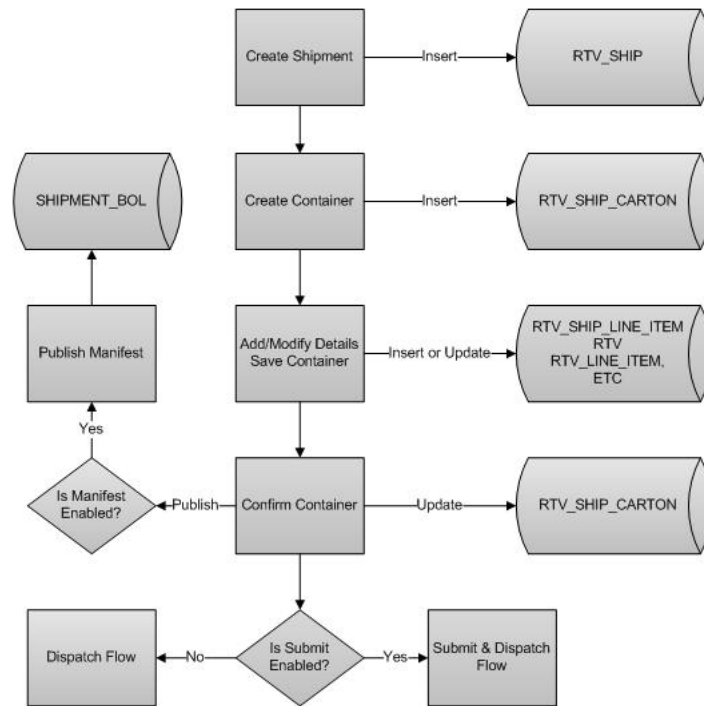 Create Shipment
Insert
RTV_SHIP
SHIPMENT_BOL
Create Container
Insert
RTV_SHIP_CARTON
Publish Manifest
Add/Modify Details
Save Container
Insert or Update
RTV_SHIP_LINE_ITEM
RTV
RTV_LINE_ITEM,
ETC
Yes
Is Manifest
Enabled?
Publish
Confirm Container
Update
RTV_SHIP_CARTON
Dispatch Flow
No
Is Submit
Enabled?
Yes
Submit & Dispatch
Flow